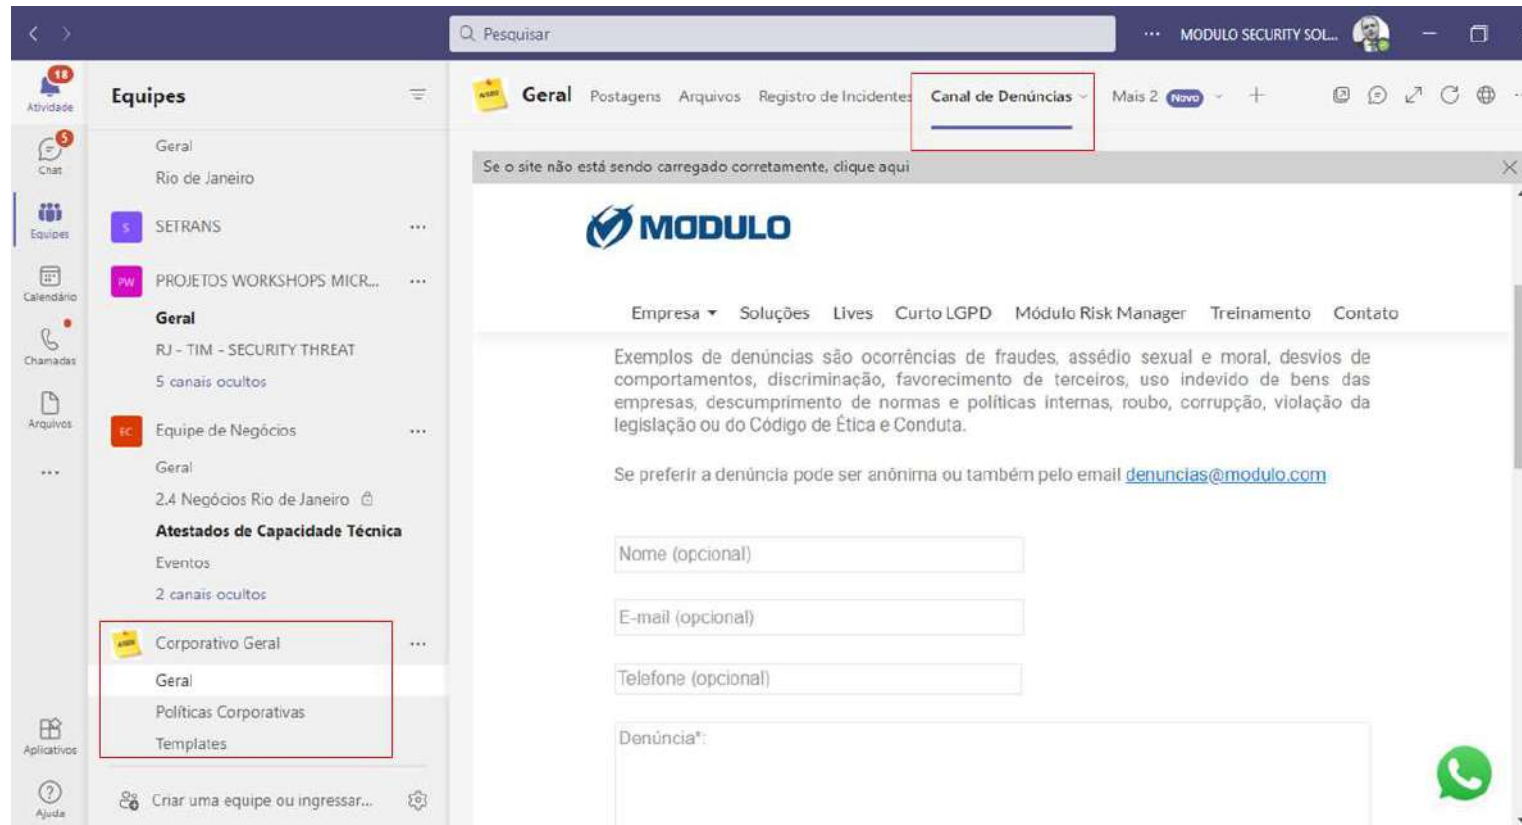 Pesquisar
MODULO SECURITY SOL...
18
Atividade
5
Chat
Equipes
Calendário
Chamadas
Arquivos
Aplicativos
Ajuda
Equipes
Geral
Rio de Janeiro
S
SETRANS
PW
PROJETOS WORKSHOPS MICR...
Geral
RJ - TIM - SECURITY THREAT
5 canais ocultos
EC
Equipe de Negócios
Geral
2.4 Negócios Rio de Janeiro
Atestados de Capacidade Técnica
Eventos
2 canais ocultos
Corporativo Geral
Geral
Políticas Corporativas
Templates
Criar uma equipe ou ingressar...
Geral Postagens Arquivos Registro de Incidentes Canal de Denúncias Mais 2 Novo
Se o site não está sendo carregado corretamente, clique aqui
MODULO
Empresa Soluções Lives Curto LGPD Módulo Risk Manager Treinamento Contato
Exemplos de denúncias são ocorrências de fraudes, assédio sexual e moral, desvios de
comportamentos, discriminação, favorecimento de terceiros, uso indevido de bens das
empresas, descumprimento de normas e políticas internas, roubo, corrupção, violação da
legislação ou do Código de Ética e Conduta.
Se preferir a denúncia pode ser anônima ou também pelo email denuncias@modulo.com
Nome (opcional)
E-mail (opcional)
Telefone (opcional)
Denúncia*: